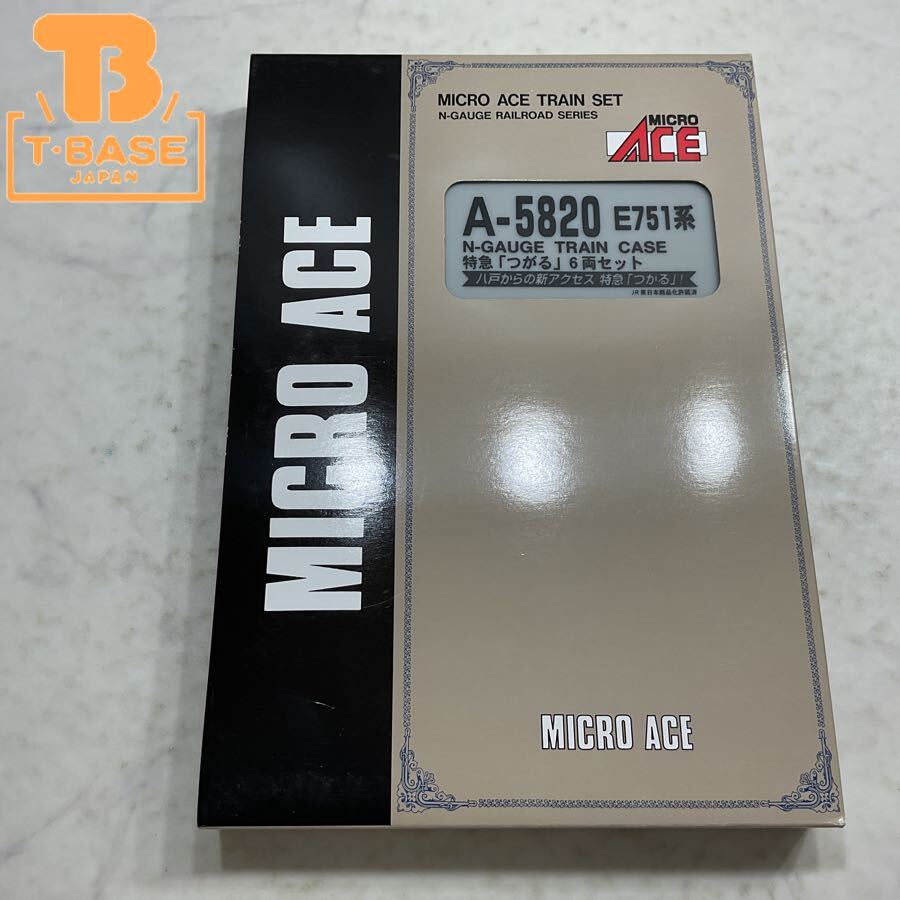 B
T·BASE
JAPAN
MICRO ACE TRAIN SET
N-GAUGE RAILROAD SERIES
MICRO
ACE
A-5820 E751系
N-GAUGE TRAIN CASE
特急「つがる」6両セット
八戸からの新アクセス 特急「つがる」!
JR東日本商品化許諾済
MICRO ACE
MICRO ACE